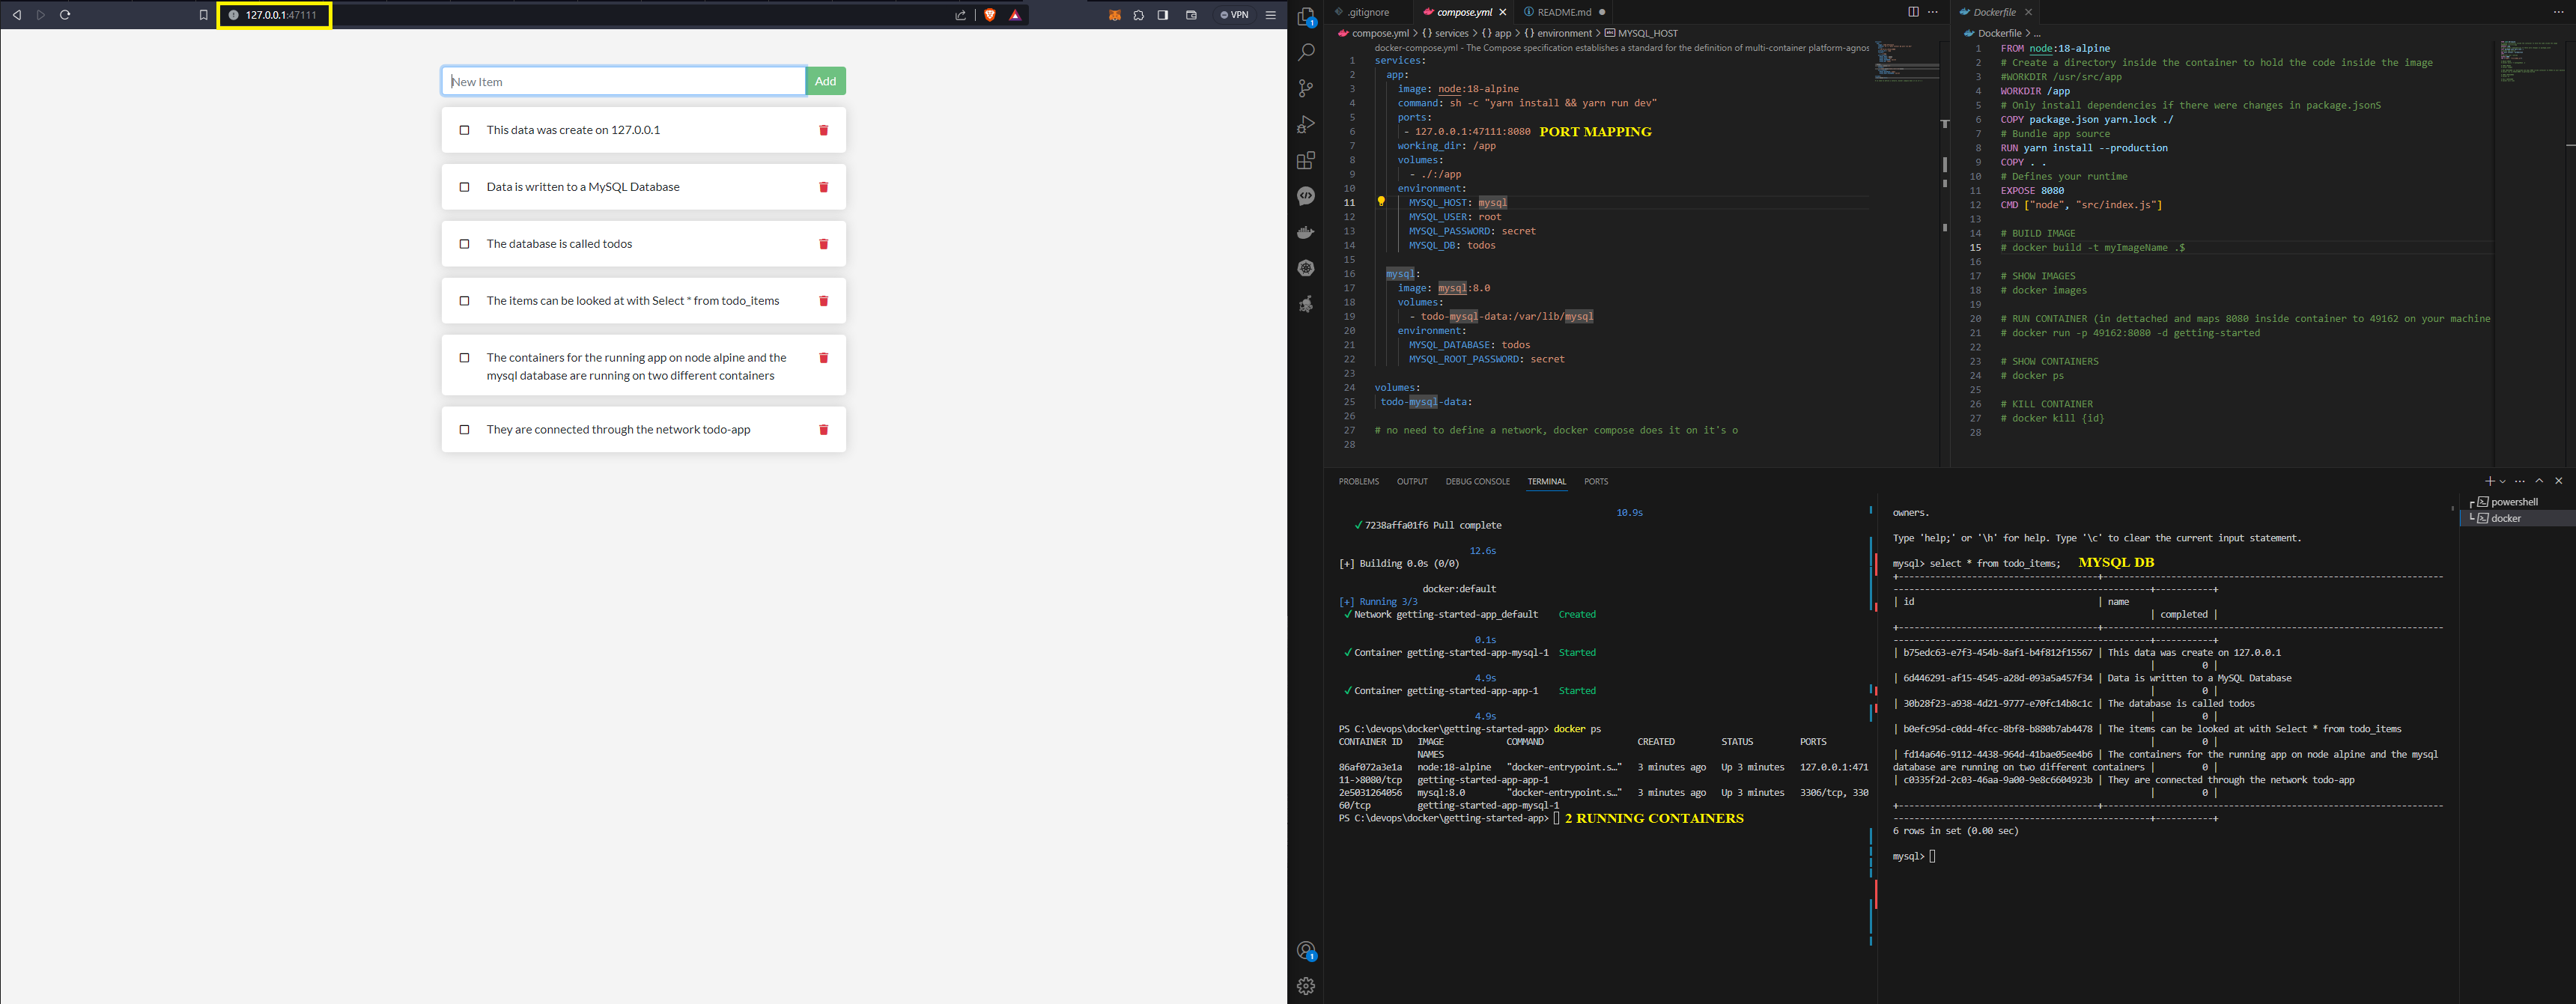 127.0.0.1:47111
VPN
New Item
Add
This data was create on 127.0.0.1
Data is written to a MySQL Database
The database is called todos
The items can be looked at with Select * from todo_items
The containers for the running app on node alpine and the
mysql database are running on two different containers
They are connected through the network todo-app
.gitignore
compose.yml
README.md
compose.yml > {} services > {} app > {} environment > MYSQL_HOST
docker-compose.yml - The Compose specification establishes a standard for the definition of multi-container platform-agnos
1 services:
2 app:
3 image: node:18-alpine
4 command: sh -c "yarn install && yarn run dev"
5 ports:
6 - 127.0.0.1:47111:8080 PORT MAPPING
7 working_dir: /app
8 volumes:
9 - ./:/app
10 environment:
11 MYSQL_HOST: mysql
12 MYSQL_USER: root
13 MYSQL_PASSWORD: secret
14 MYSQL_DB: todos
15
16 mysql:
17 image: mysql:8.0
18 volumes:
19 - todo-mysql-data:/var/lib/mysql
20 environment:
21 MYSQL_DATABASE: todos
22 MYSQL_ROOT_PASSWORD: secret
23
24 volumes:
25 todo-mysql-data:
26
27 # no need to define a network, docker compose does it on it's o
28
Dockerfile
Dockerfile > ...
1 FROM node:18-alpine
2 # Create a directory inside the container to hold the code inside the image
3 #WORKDIR /usr/src/app
4 WORKDIR /app
5 # Only install dependencies if there were changes in package.jsonS
6 COPY package.json yarn.lock ./
7 # Bundle app source
8 RUN yarn install --production
9 COPY . .
10 # Defines your runtime
11 EXPOSE 8080
12 CMD ["node", "src/index.js"]
13
14 # BUILD IMAGE
15 # docker build -t myImageName .$
16
17 # SHOW IMAGES
18 # docker images
19
20 # RUN CONTAINER (in dettached and maps 8080 inside container to 49162 on your machine
21 # docker run -p 49162:8080 -d getting-started
22
23 # SHOW CONTAINERS
24 # docker ps
25
26 # KILL CONTAINER
27 # docker kill {id}
28
PROBLEMS OUTPUT DEBUG CONSOLE TERMINAL PORTS
10.9s
✓ 7238affa01f6 Pull complete
12.6s
[+] Building 0.0s (0/0)
docker:default
[+] Running 3/3
✓ Network getting-started-app_default Created
0.1s
✓ Container getting-started-app-mysql-1 Started
4.9s
✓ Container getting-started-app-app-1 Started
4.9s
PS C:\devops\docker\getting-started-app> docker ps
CONTAINER ID IMAGE COMMAND CREATED STATUS PORTS
NAMES
86af072a3e1a node:18-alpine "docker-entrypoint.s…" 3 minutes ago Up 3 minutes 127.0.0.1:471
11->8080/tcp getting-started-app-app-1
2e5031264056 mysql:8.0 "docker-entrypoint.s…" 3 minutes ago Up 3 minutes 3306/tcp, 330
60/tcp getting-started-app-mysql-1
PS C:\devops\docker\getting-started-app> 2 RUNNING CONTAINERS
owners.
Type 'help;' or '\h' for help. Type '\c' to clear the current input statement.
mysql> select * from todo_items; MYSQL DB
| id | name
| completed |
| b75edc63-e7f3-454b-8af1-b4f812f15567 | This data was create on 127.0.0.1
| 0 |
| 6d446291-af15-4545-a28d-093a5a457f34 | Data is written to a MySQL Database
| 0 |
| 30b28f23-a938-4d21-9777-e70fc14b8c1c | The database is called todos
| 0 |
| b0efc95d-c0dd-4fcc-8bf8-b880b7ab4478 | The items can be looked at with Select * from todo_items
| 0 |
| fd14a646-9112-4438-964d-41bae05ee4b6 | The containers for the running app on node alpine and the mysql
database are running on two different containers | 0 |
| c0335f2d-2c03-46aa-9a00-9e8c6604923b | They are connected through the network todo-app
| 0 |
6 rows in set (0.00 sec)
mysql>
powershell
docker